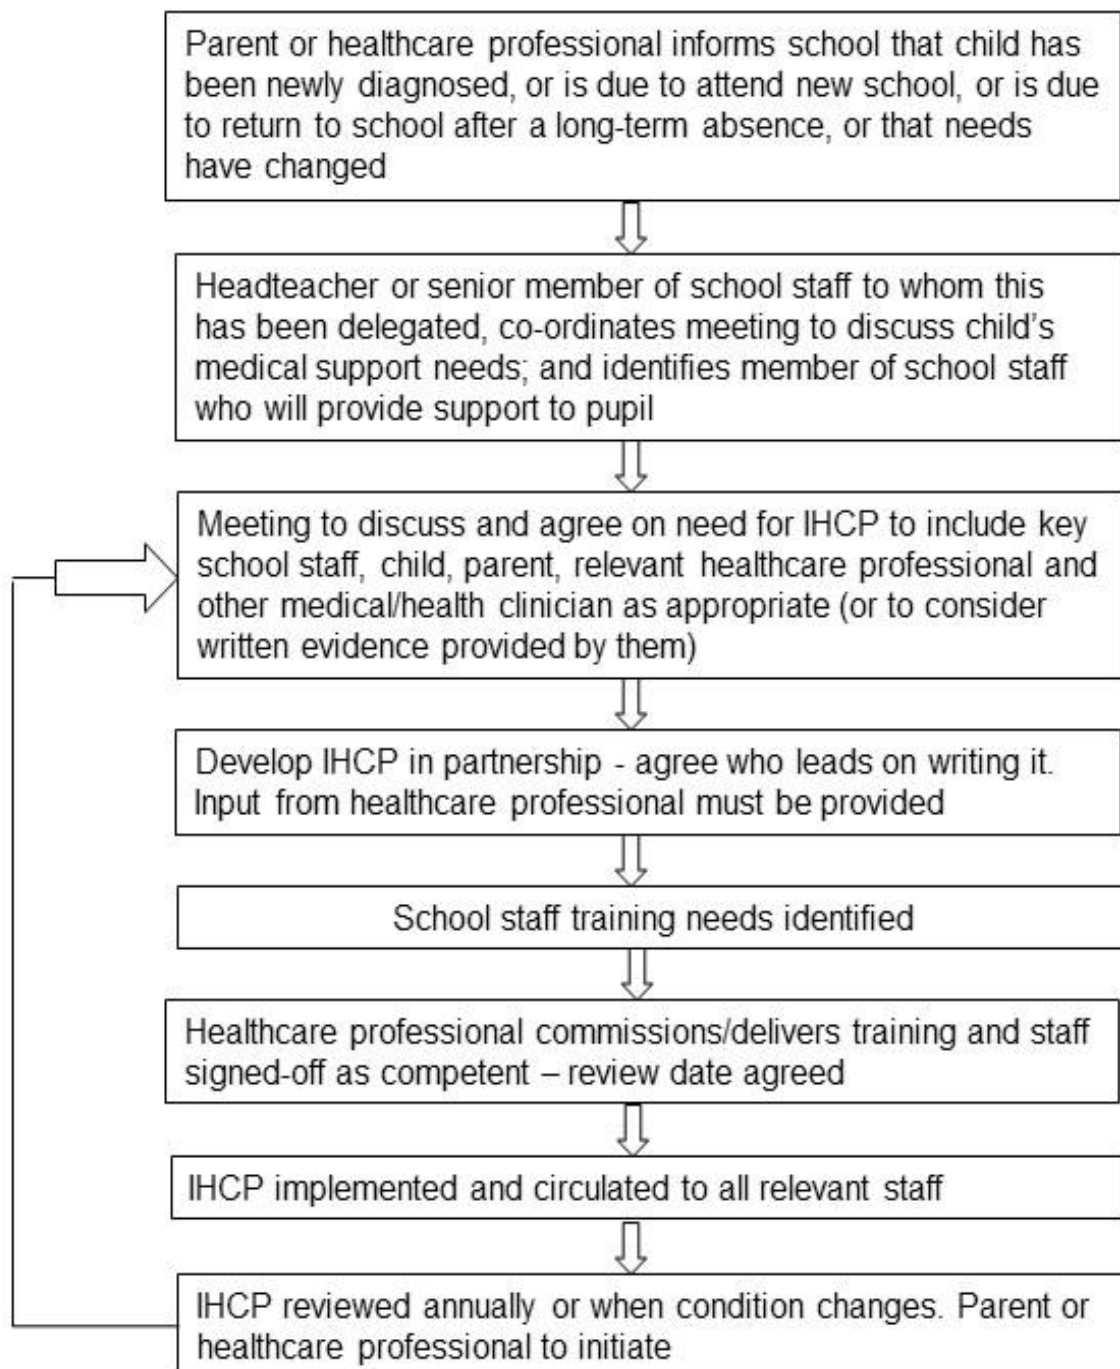 Parent or healthcare professional informs school that child has
been newly diagnosed, or is due to attend new school, or is due
to return to school after a long-term absence, or that needs
have changed
Headteacher or senior member of school staff to whom this
has been delegated, co-ordinates meeting to discuss child's
medical support needs; and identifies member of school staff
who will provide support to pupil
Meeting to discuss and agree on need for IHCP to include key
school staff, child, parent, relevant healthcare professional and
other medical/health clinician as appropriate (or to consider
written evidence provided by them)
Develop IHCP in partnership - agree who leads on writing it.
Input from healthcare professional must be provided
School staff training needs identified
Healthcare professional commissions/delivers training and staff
signed-off as competent – review date agreed
IHCP implemented and circulated to all relevant staff
IHCP reviewed annually or when condition changes. Parent or
healthcare professional to initiate